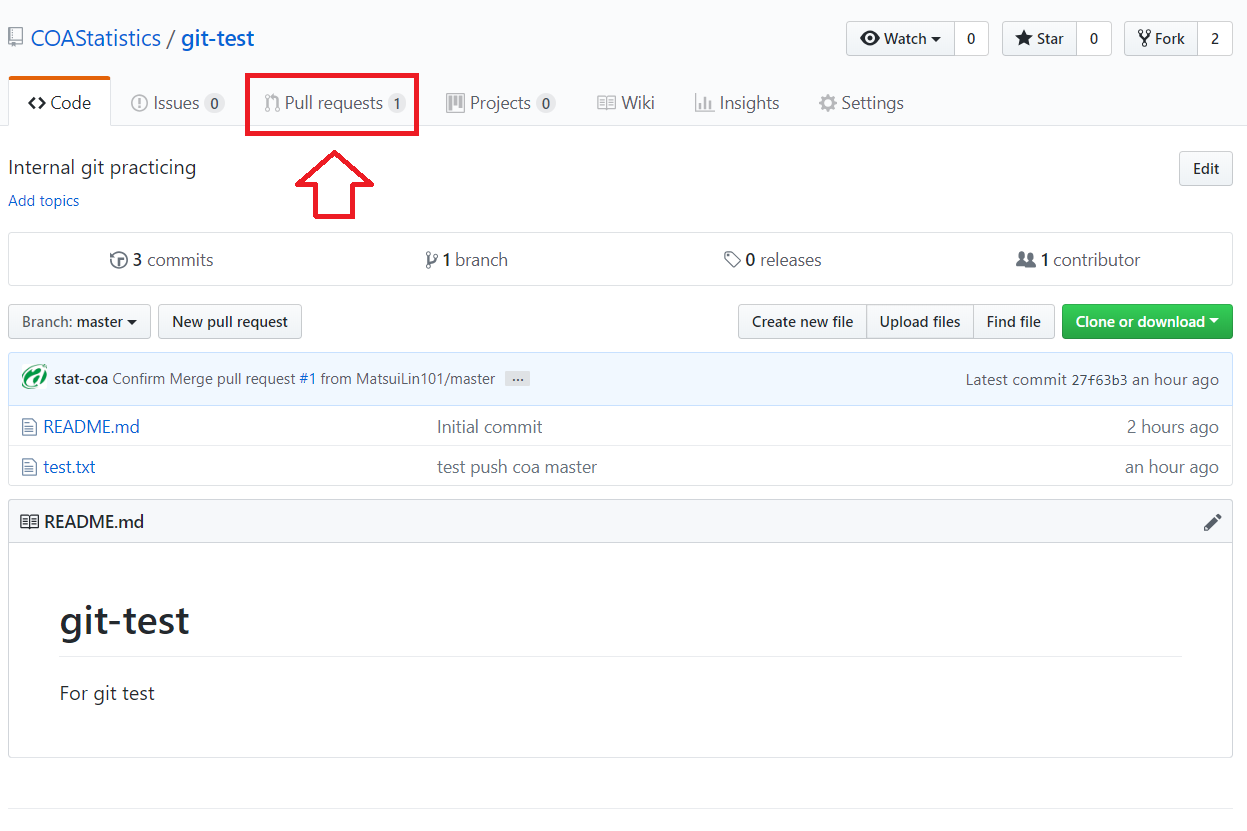 COAStatistics / git-test Watch 0 Star 0 Fork 2
Code Issues 0 Pull requests 1 Projects 0 Wiki Insights Settings
Internal git practicing Edit
Add topics
3 commits 1 branch 0 releases 1 contributor
Branch: master New pull request Create new file Upload files Find file Clone or download
stat-coa Confirm Merge pull request #1 from MatsuiLin101/master ... Latest commit 27f63b3 an hour ago
README.md Initial commit 2 hours ago
test.txt test push coa master an hour ago
README.md
git-test
For git test